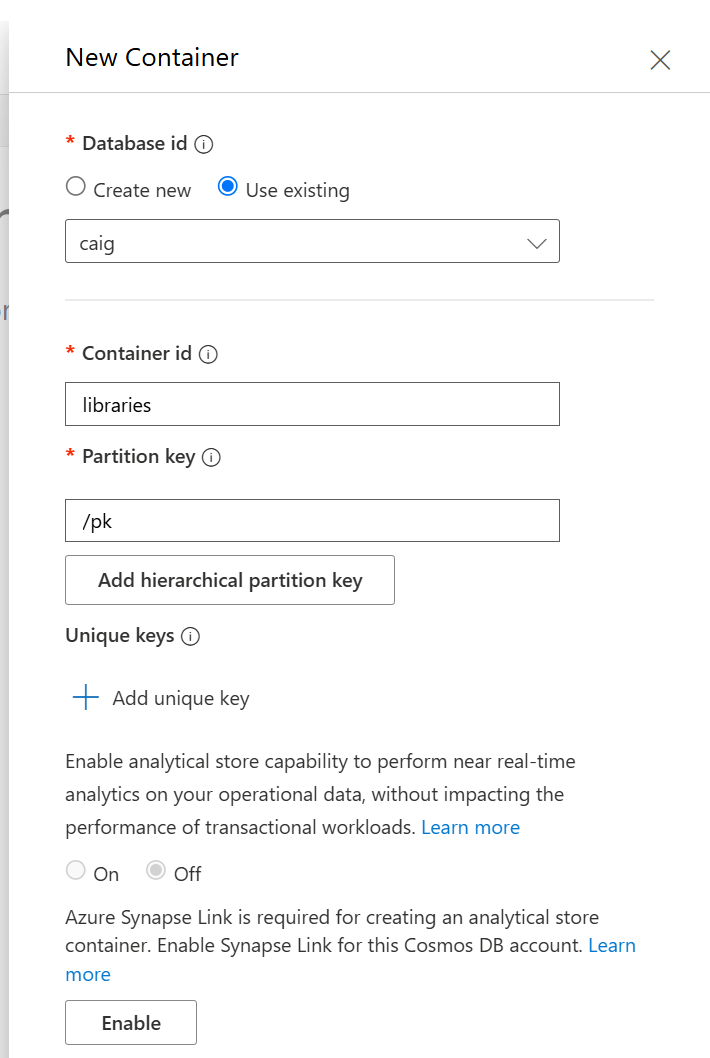 New Container
* Database id
Create new Use existing
caig
* Container id
libraries
* Partition key
/pk
Add hierarchical partition key
Unique keys
Add unique key
Enable analytical store capability to perform near real-time
analytics on your operational data, without impacting the
performance of transactional workloads. Learn more
On Off
Azure Synapse Link is required for creating an analytical store
container. Enable Synapse Link for this Cosmos DB account. Learn
more
Enable